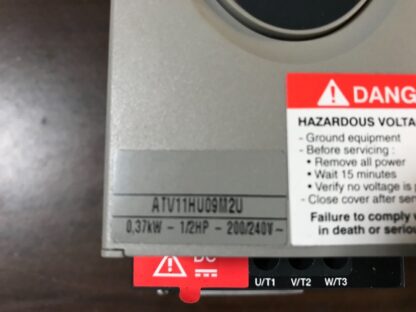 DANG
HAZARDOUS VOLTA
- Ground equipment
- Before servicing :
• Remove all power
• Wait 15 minutes
• Verify no voltage is
- Close cover after ser
Failure to comply
in death or seriou
ATV11HU09M2U
0,37kW - 1/2HP - 200/240V~
DC
U/T1 V/T2 W/T3